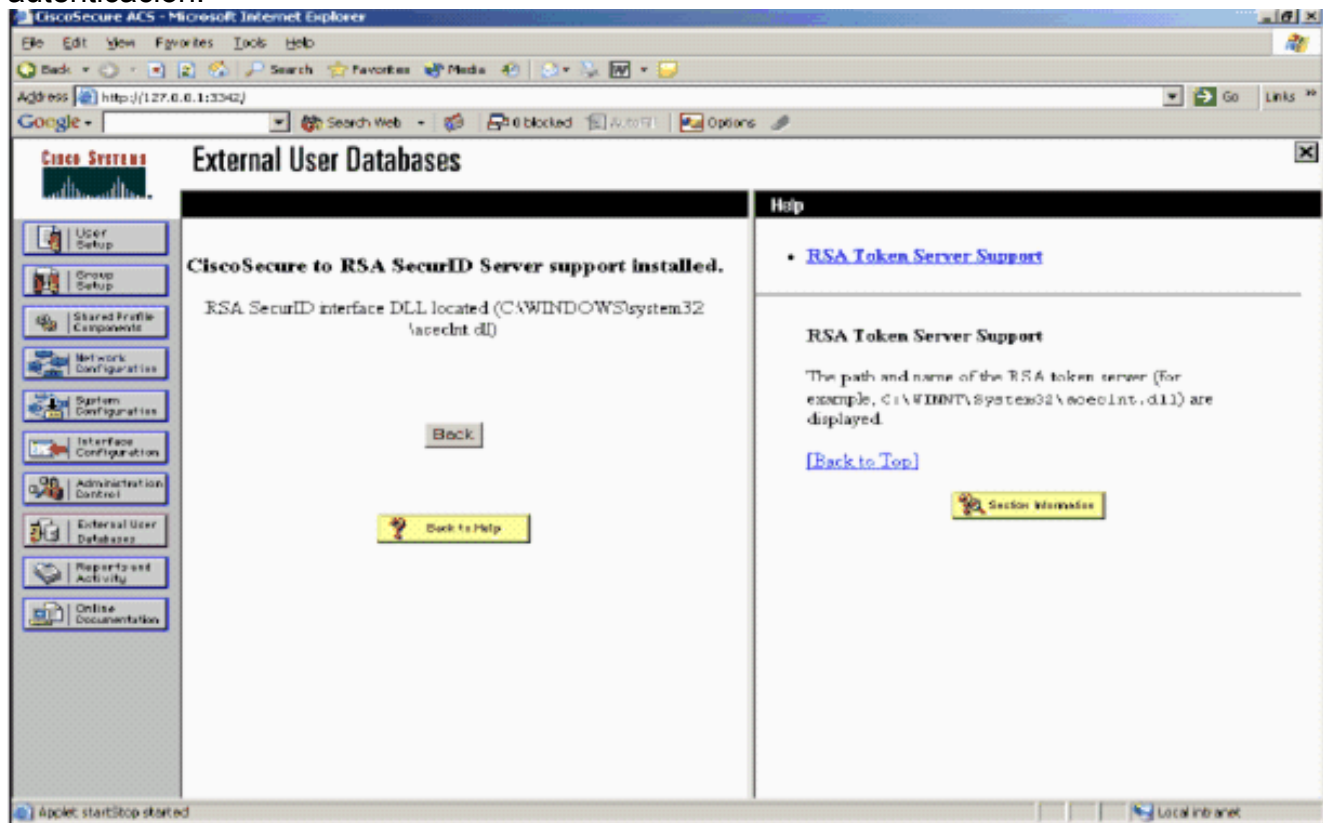 autenticación.
CiscoSecure ACS - Microsoft Internet Explorer
File Edit View Favorites Tools Help
Back Search Favorites Media
Address http://127.0.0.1:3342/ Go Links »
Google Search Web 0 blocked AutoFill Options
CISCO SYSTEMS
External User Databases
User Setup
Group Setup
Shared Profile Components
Network Configuration
System Configuration
Interface Configuration
Administration Control
External User Databases
Reports and Activity
Online Documentation
CiscoSecure to RSA SecurID Server support installed.
RSA SecurID interface DLL located (C:\WINDOWS\system32
\aceclnt.dll)
Back
Back to Help
Help
• RSA Token Server Support
RSA Token Server Support
The path and name of the RSA token server (for
example, C:\WINNT\System32\aceclnt.dll) are
displayed.
[Back to Top]
Section Information
Applet startStop started
Local intranet